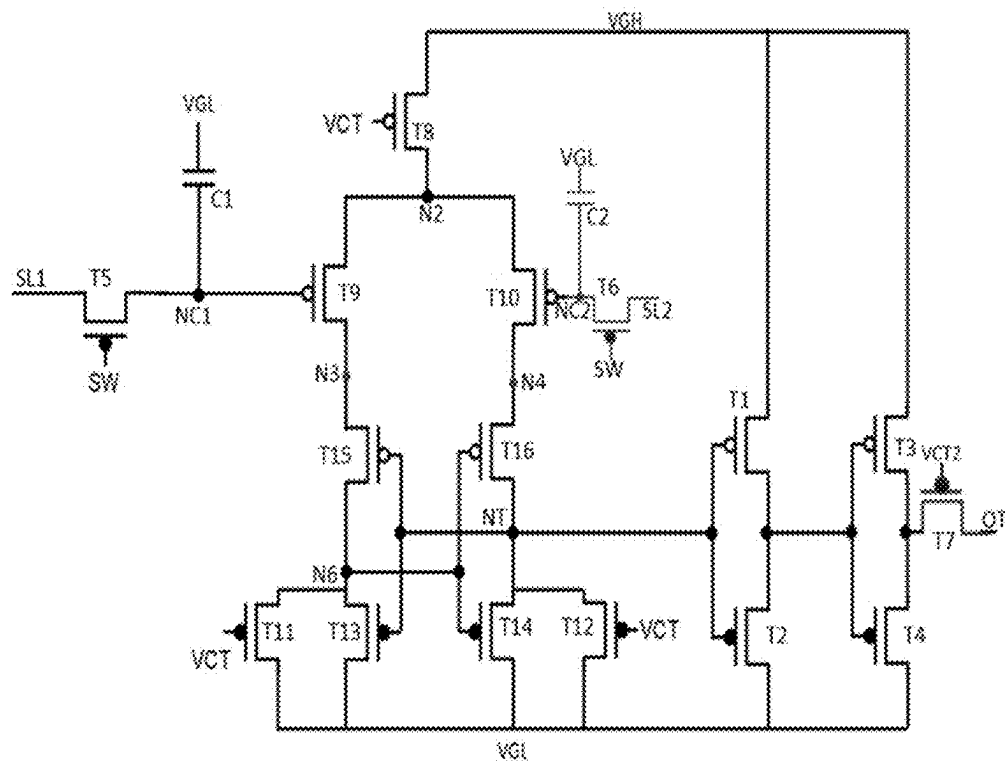 VGH
VGL
VCT
T8
VGL
C1
N2
C2
SL1
T5
NC1
T9
T10
NC2
T6
SL2
SW
SW
N3
N4
T1
T15
T16
T3
VCT2
NT
OT
T7
N6
T11
T13
T14
T12
VCT
VCT
T2
T4
VGL